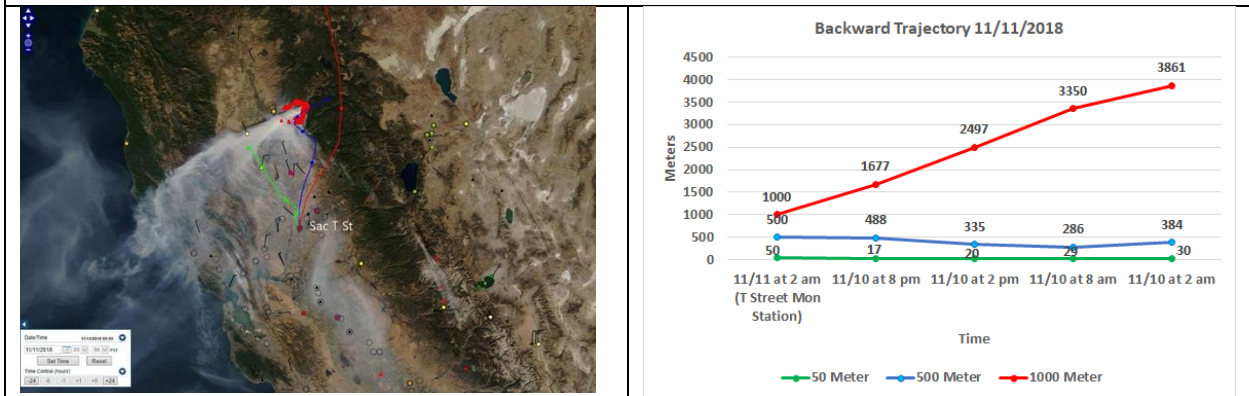 Sac T St
Date/Time
11/11/2018
Set Time Reset
Time Control (hours)
-24 -6 -1 +1 +6 +24
Backward Trajectory 11/11/2018
Meters
4500
4000
3500
3000
2500
2000
1500
1000
500
0
1000
1677
2497
3350
3861
500
488
335
286
384
50
17
20
29
30
11/11 at 2 am (T Street Mon Station)
11/10 at 8 pm
11/10 at 2 pm
11/10 at 8 am
11/10 at 2 am
Time
50 Meter
500 Meter
1000 Meter